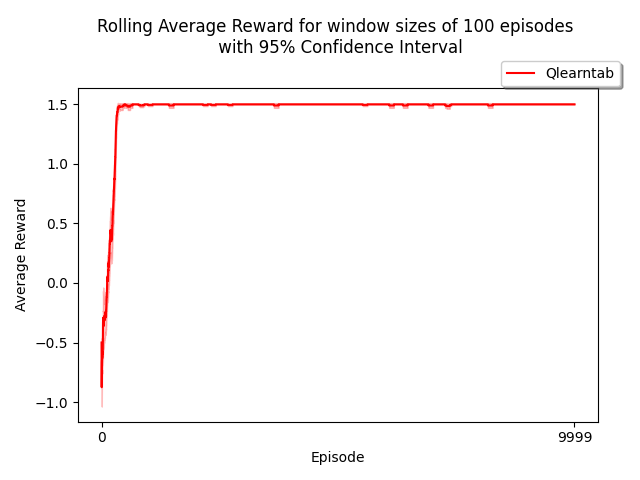 Rolling Average Reward for window sizes of 100 episodes
with 95% Confidence Interval
Qlearntab
1.5
1.0
0.5
0.0
−0.5
−1.0
Average Reward
0
9999
Episode